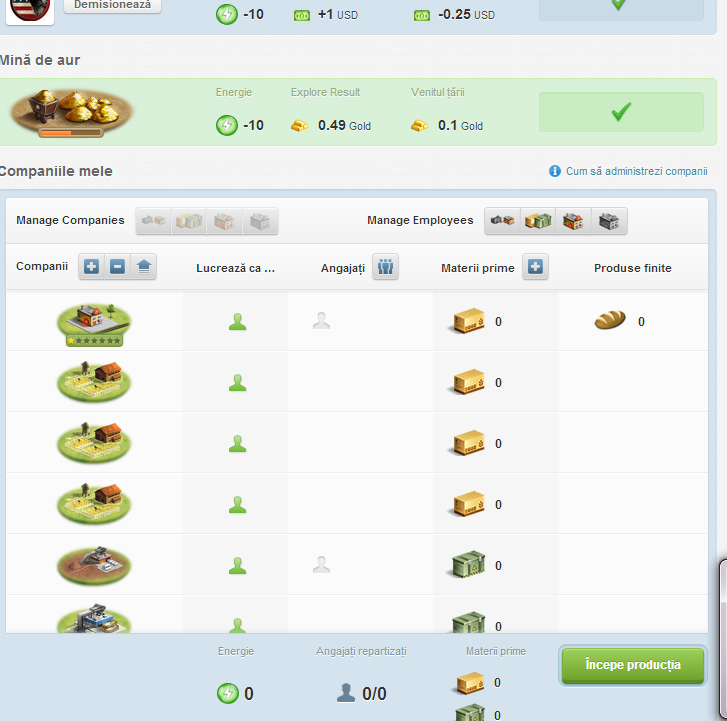 Demisionează
-10 +1 USD -0.25 USD
Mină de aur
Energie Explore Result Venitul țării
-10 0.49 Gold 0.1 Gold
Companiile mele Cum să administrezi companii
Manage Companies Manage Employees
Companii Lucrează ca ... Angajați Materii prime Produse finite
0 0
0
0
0
0
0
Energie Angajați repartizați Materii prime
0 0/0 0 Începe producția
0